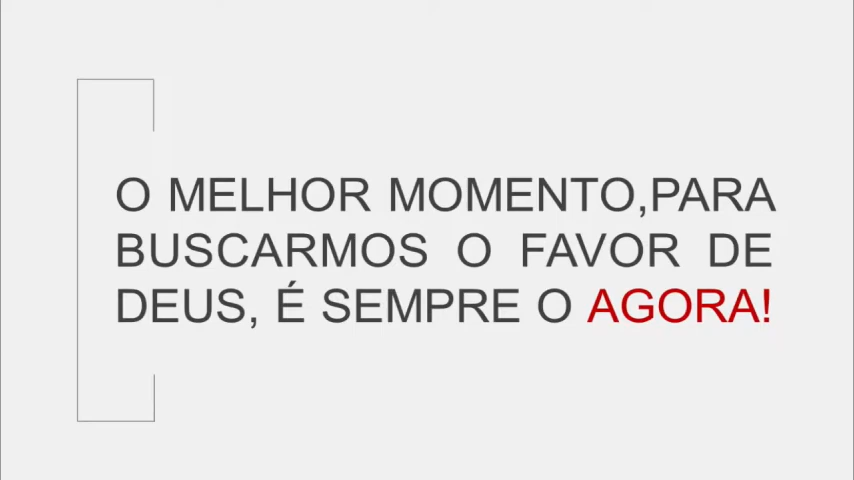 O MELHOR MOMENTO,PARA
BUSCARMOS O FAVOR DE
DEUS, É SEMPRE O AGORA!